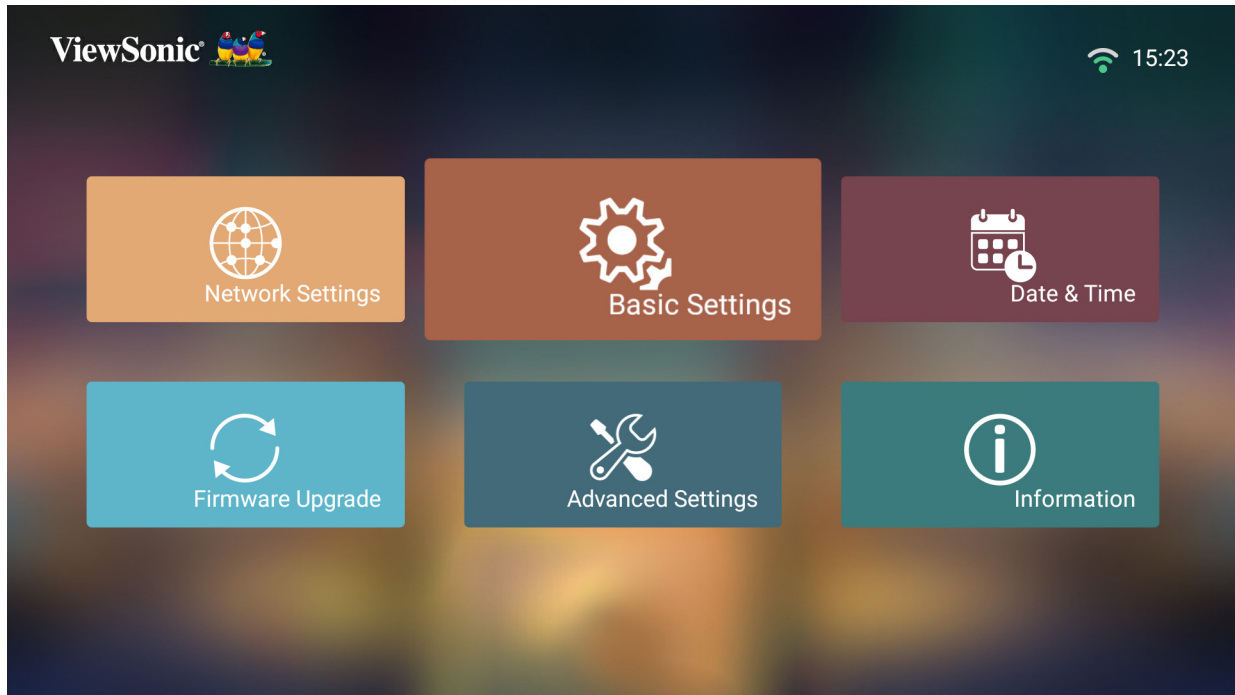 ViewSonic®
15:23
Network Settings
Basic Settings
Date & Time
Firmware Upgrade
Advanced Settings
Information